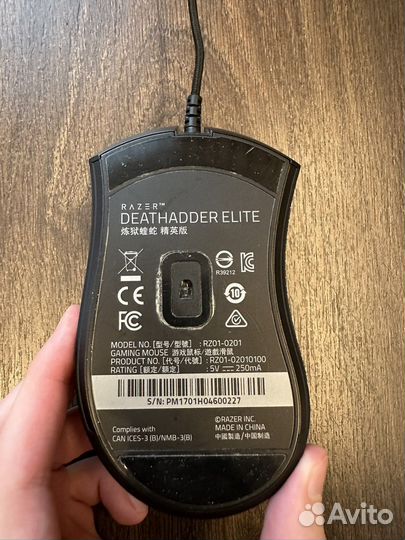 RAZER™
DEATHADDER ELITE
炼狱蝰蛇 精英版
R39212
10
MODEL NO. [型号/型號] : RZ01-0201
GAMING MOUSE 游戏鼠标/遊戲滑鼠
PRODUCT NO. [代号/代號] : RZ01-02010100
RATING [额定/額定] : 5V ⎓ 250mA
S/N: PM1701H04600227
Complies with
CAN ICES-3 (B)/NMB-3(B)
©RAZER INC.
MADE IN CHINA
中國製造/中国制造
Avito